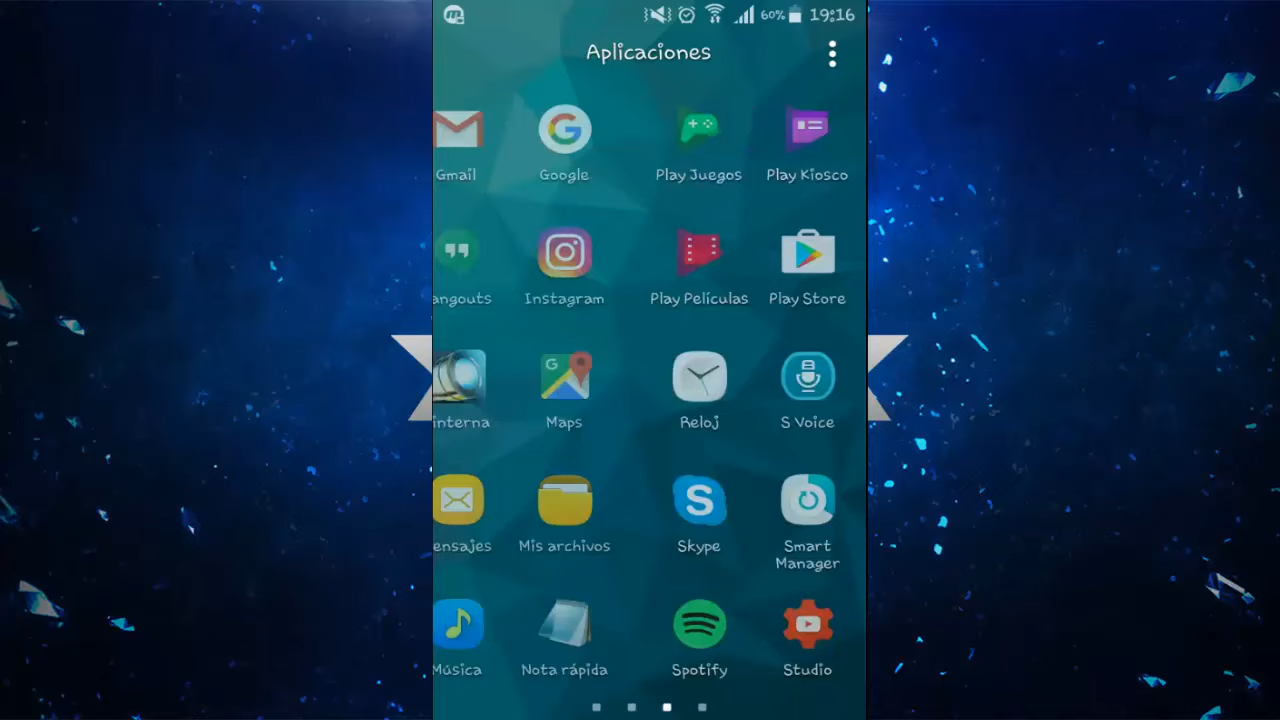 60% 19:16
Aplicaciones
Gmail Google Play Juegos Play Kiosco
angouts Instagram Play Películas Play Store
G
interna Maps Reloj S Voice
S
ensajes Mis archivos Skype Smart
Manager
Música Nota rápida Spotify Studio